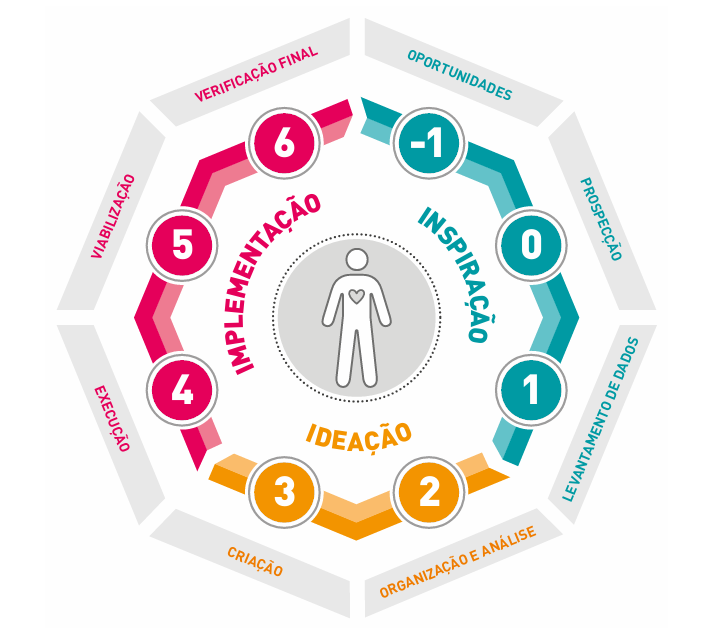 OPORTUNIDADES
-1
PROSPECÇÃO
0
LEVANTAMENTO DE DADOS
1
INSPIRAÇÃO
ORGANIZAÇÃO E ANÁLISE
2
CRIAÇÃO
3
IDEAÇÃO
EXECUÇÃO
4
VIABILIZAÇÃO
5
VERIFICAÇÃO FINAL
6
IMPLEMENTAÇÃO